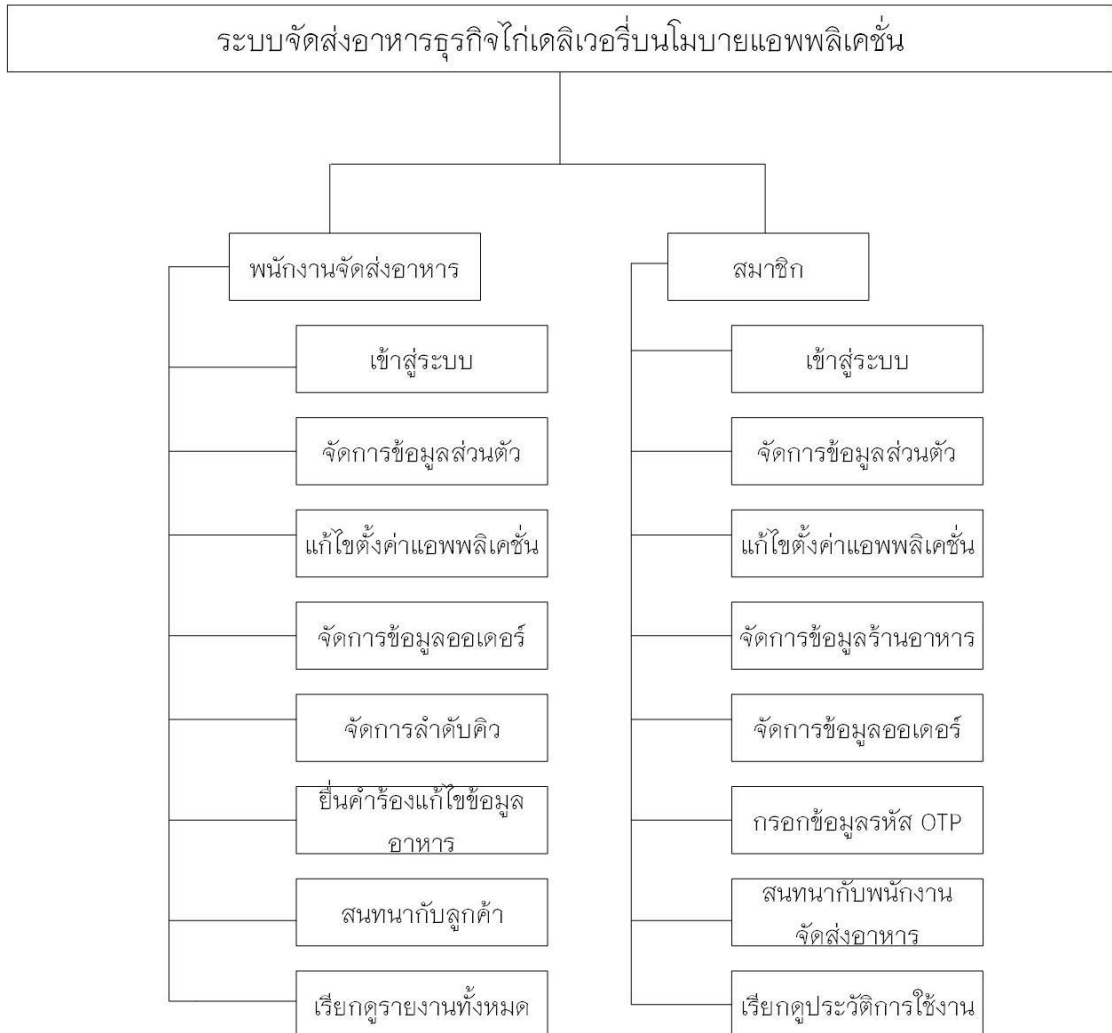 ระบบจัดส่งอาหารธุรกิจไก่เดลิเวอรี่บนโมบายแอพพลิเคชั่น
พนักงานจัดส่งอาหาร
เข้าสู่ระบบ
จัดการข้อมูลส่วนตัว
แก้ไขตั้งค่าแอพพลิเคชั่น
จัดการข้อมูลออเดอร์
จัดการลำดับคิว
ยื่นคำร้องแก้ไขข้อมูล
อาหาร
สนทนากับลูกค้า
เรียกดูรายงานทั้งหมด
สมาชิก
เข้าสู่ระบบ
จัดการข้อมูลส่วนตัว
แก้ไขตั้งค่าแอพพลิเคชั่น
จัดการข้อมูลร้านอาหาร
จัดการข้อมูลออเดอร์
กรอกข้อมูลรหัส OTP
สนทนากับพนักงาน
จัดส่งอาหาร
เรียกดูประวัติการใช้งาน